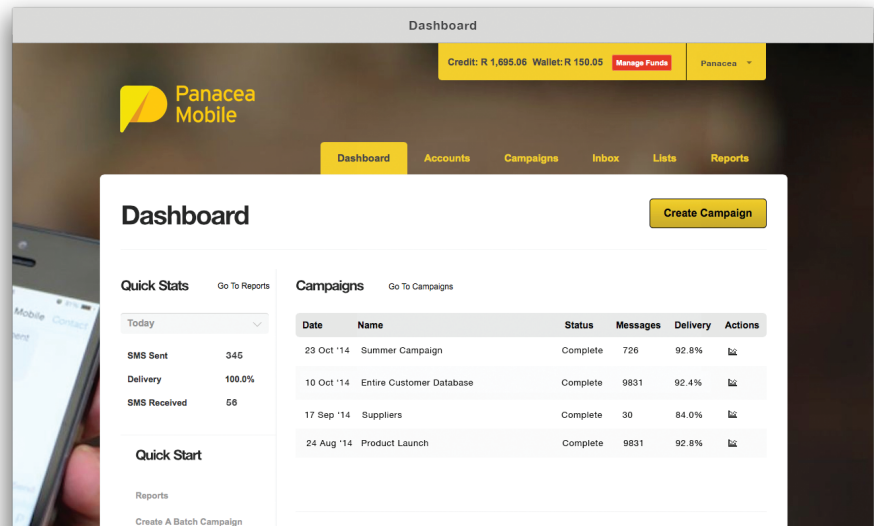 Dashboard
Credit: R 1,695.06 Wallet: R 150.05 Manage Funds Panacea
Panacea
Mobile
Dashboard Accounts Campaigns Inbox Lists Reports
Dashboard
Create Campaign
Quick Stats Go To Reports
Today
SMS Sent 345
Delivery 100.0%
SMS Received 56
Quick Start
Reports
Create A Batch Campaign
Campaigns Go To Campaigns
Date Name Status Messages Delivery Actions
23 Oct '14 Summer Campaign Complete 726 92.8%
10 Oct '14 Entire Customer Database Complete 9831 92.4%
17 Sep '14 Suppliers Complete 30 84.0%
24 Aug '14 Product Launch Complete 9831 92.8%
Mobile Contact